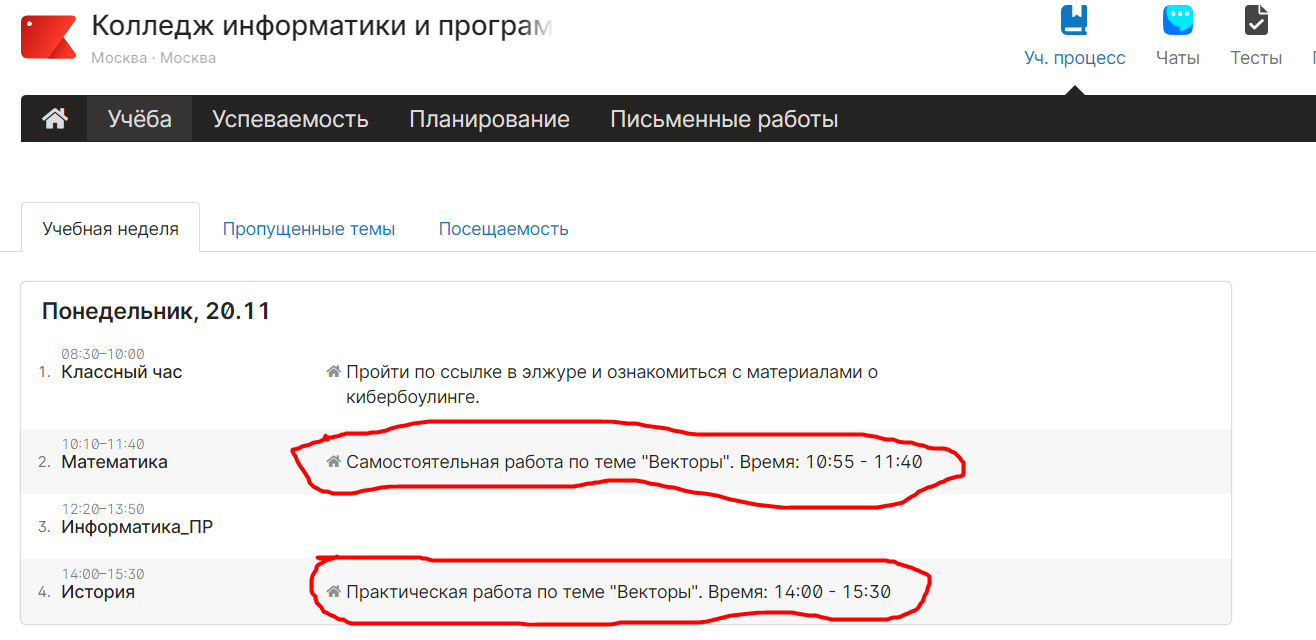 Колледж информатики и програм
Москва · Москва
Уч. процесс
Чаты
Тесты
Учёба
Успеваемость
Планирование
Письменные работы
Учебная неделя
Пропущенные темы
Посещаемость
Понедельник, 20.11
08:30–10:00
1. Классный час
Пройти по ссылке в элжуре и ознакомиться с материалами о
кибербоулинге.
10:10–11:40
2. Математика
Самостоятельная работа по теме "Векторы". Время: 10:55 - 11:40
12:20–13:50
3. Информатика_ПР
14:00–15:30
4. История
Практическая работа по теме "Векторы". Время: 14:00 - 15:30